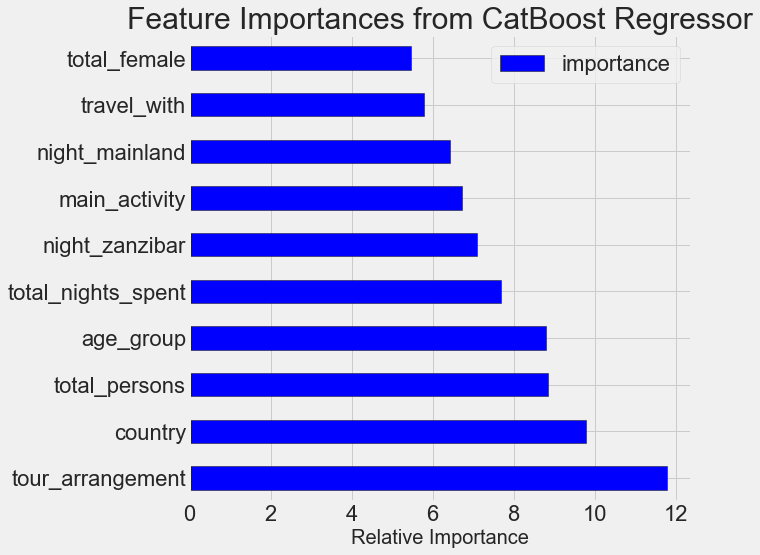 Feature Importances from CatBoost Regressor
importance
total_female
travel_with
night_mainland
main_activity
night_zanzibar
total_nights_spent
age_group
total_persons
country
tour_arrangement
0 2 4 6 8 10 12
Relative Importance